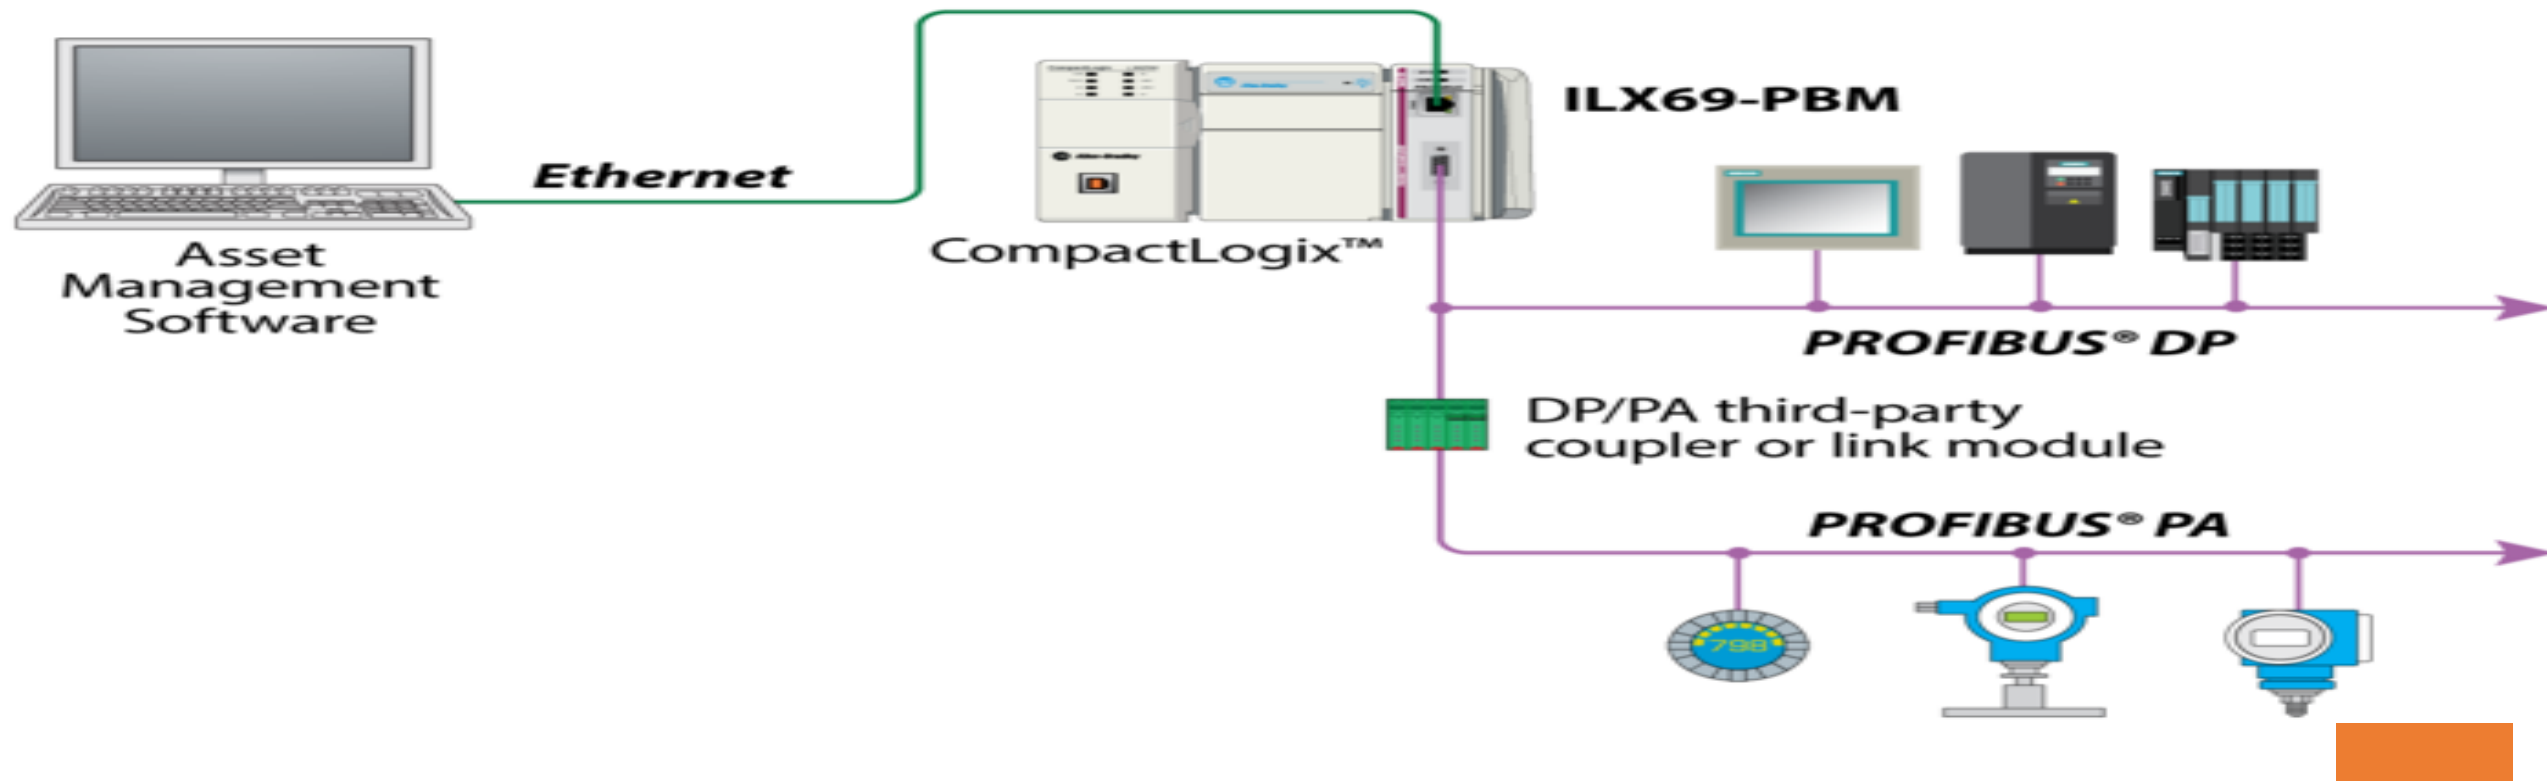 ILX69-PBM
Ethernet
CompactLogix™
Asset
Management
Software
PROFIBUS® DP
DP/PA third-party
coupler or link module
PROFIBUS® PA
798